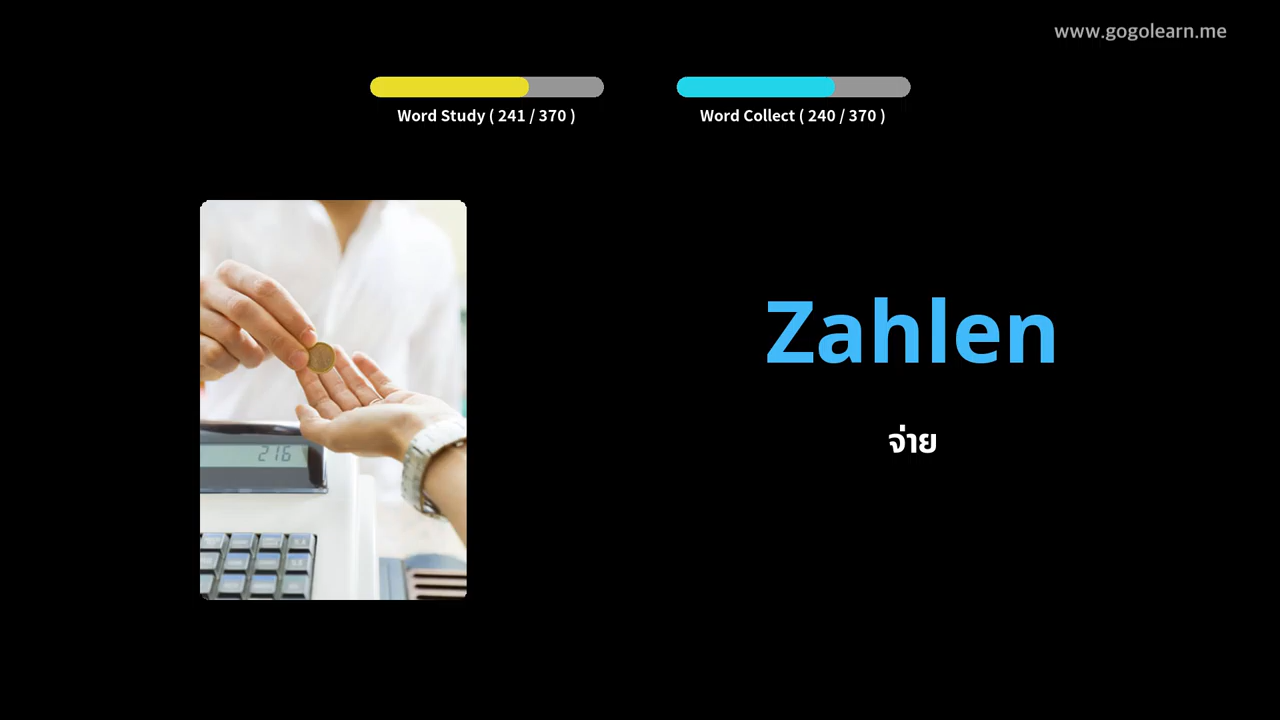 www.gogolearn.me
Word Study ( 241 / 370 )
Word Collect ( 240 / 370 )
Zahlen
จ่าย
216